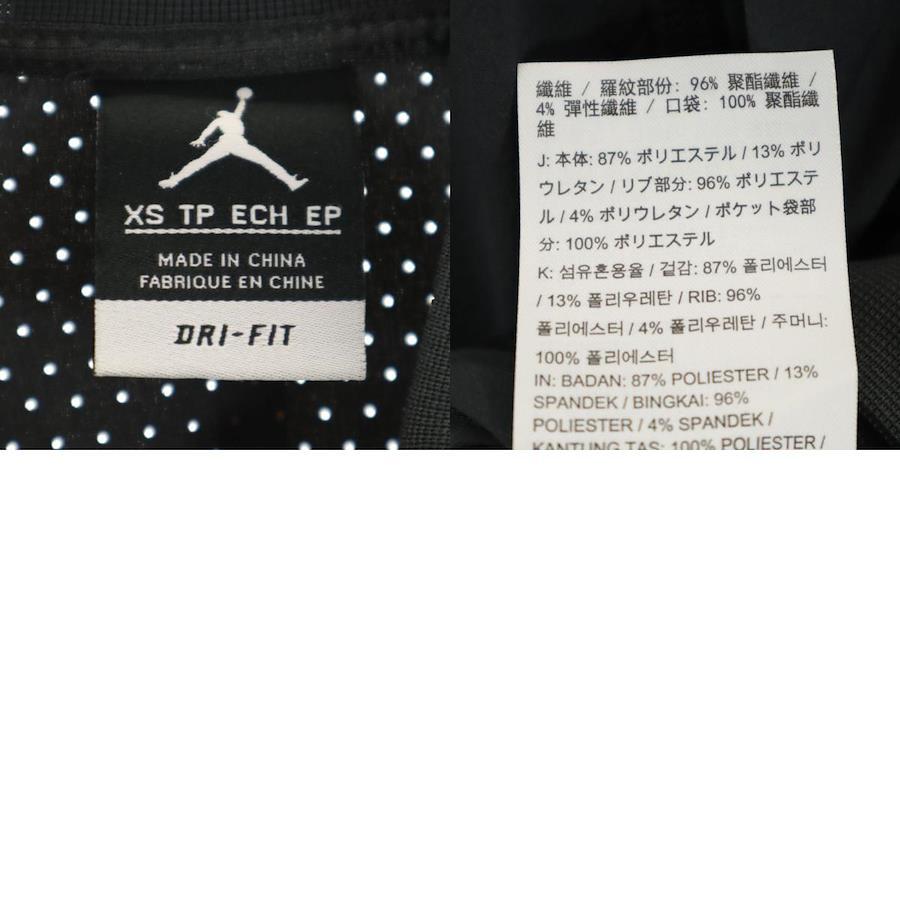 XS TP ECH EP
MADE IN CHINA
FABRIQUE EN CHINE
DRI-FIT
纖維 / 羅紋部份: 96% 聚酯纖維 /
4% 彈性纖維 / 口袋: 100% 聚酯纖
維
J: 本体: 87% ポリエステル / 13% ポリ
ウレタン / リブ部分: 96% ポリエステ
ル / 4% ポリウレタン / ポケット袋部
分: 100% ポリエステル
K: 섬유혼용율 / 겉감: 87% 폴리에스터
/ 13% 폴리우레탄 / RIB: 96%
폴리에스터 / 4% 폴리우레탄 / 주머니:
100% 폴리에스터
IN: BADAN: 87% POLIESTER / 13%
SPANDEK / BINGKAI: 96%
POLIESTER / 4% SPANDEK /
KANTUNG TAS: 100% POLIESTER /